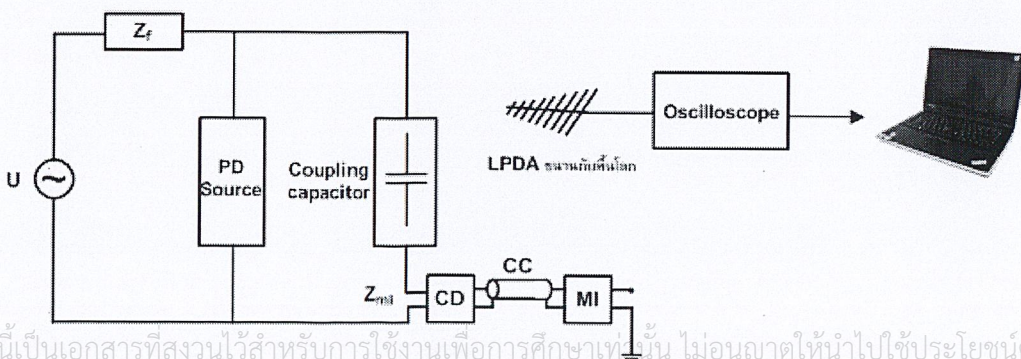 Z_f
U
PD
Source
Coupling
capacitor
Z_mi
CD
CC
MI
LPDA ขนานกับพื้นโลก
Oscilloscope
นี้เป็นเอกสารที่สงวนไว้สำหรับการใช้งานเพื่อการศึกษาเท่านั้น ไม่อนุญาตให้นำไปใช้ประโยชน์